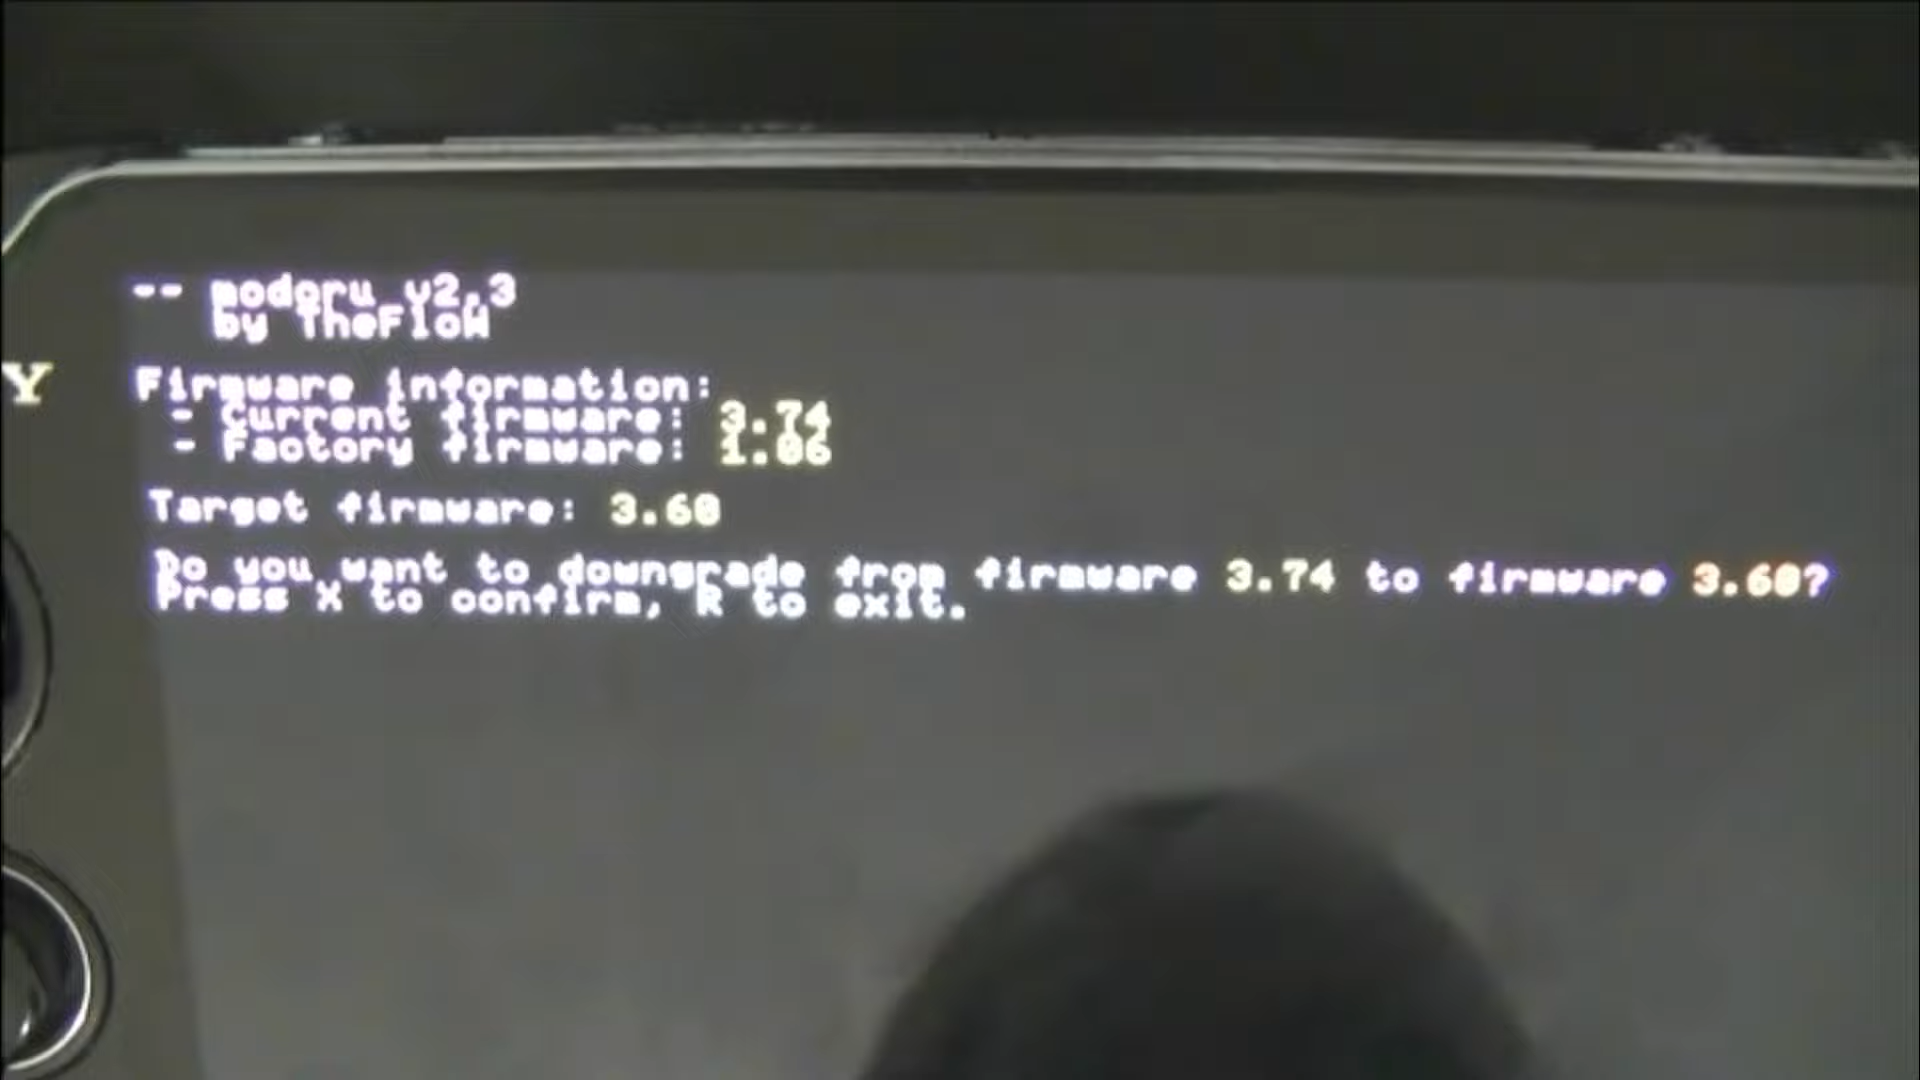 -- modoru v2.3
by TheFloW
Y
Firmware information:
- Current firmware: 3.74
- Factory firmware: 1.06
Target firmware: 3.60
Do you want to downgrade from firmware 3.74 to firmware 3.60?
Press X to confirm, R to exit.